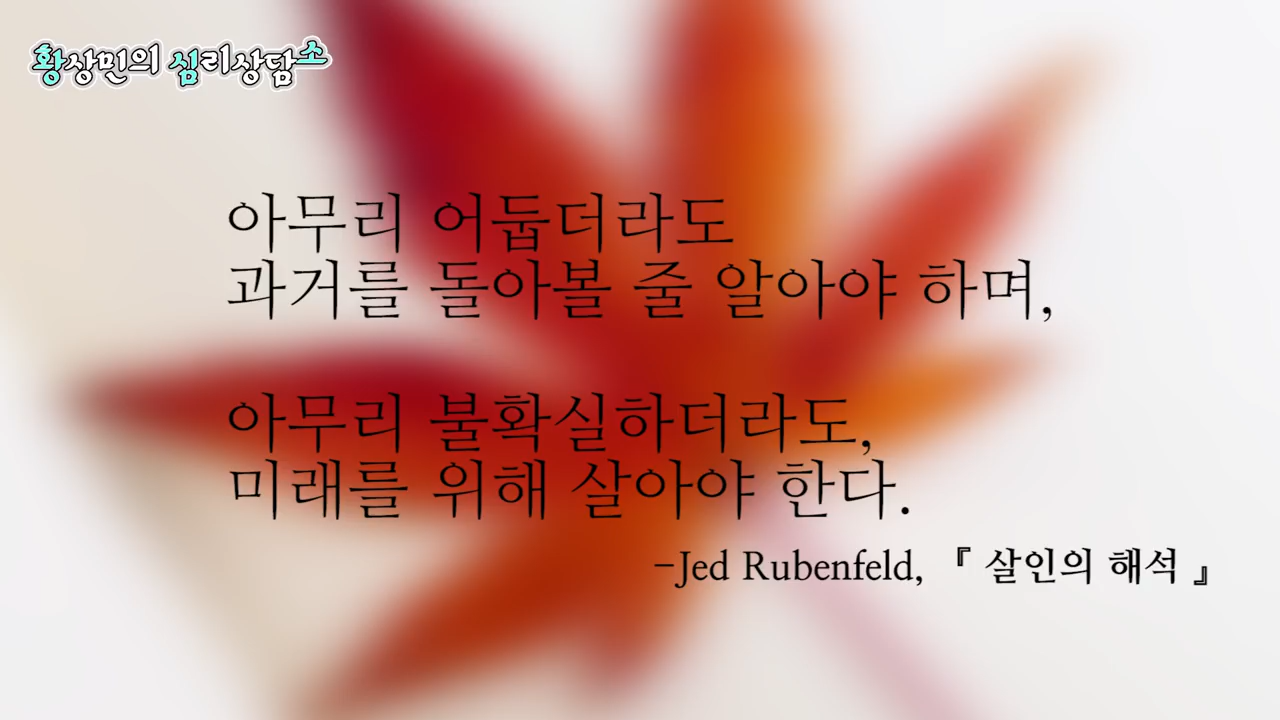 황상민의 심리상담소
아무리 어둡더라도
과거를 돌아볼 줄 알아야 하며,
아무리 불확실하더라도,
미래를 위해 살아야 한다.
-Jed Rubenfeld, 『 살인의 해석 』